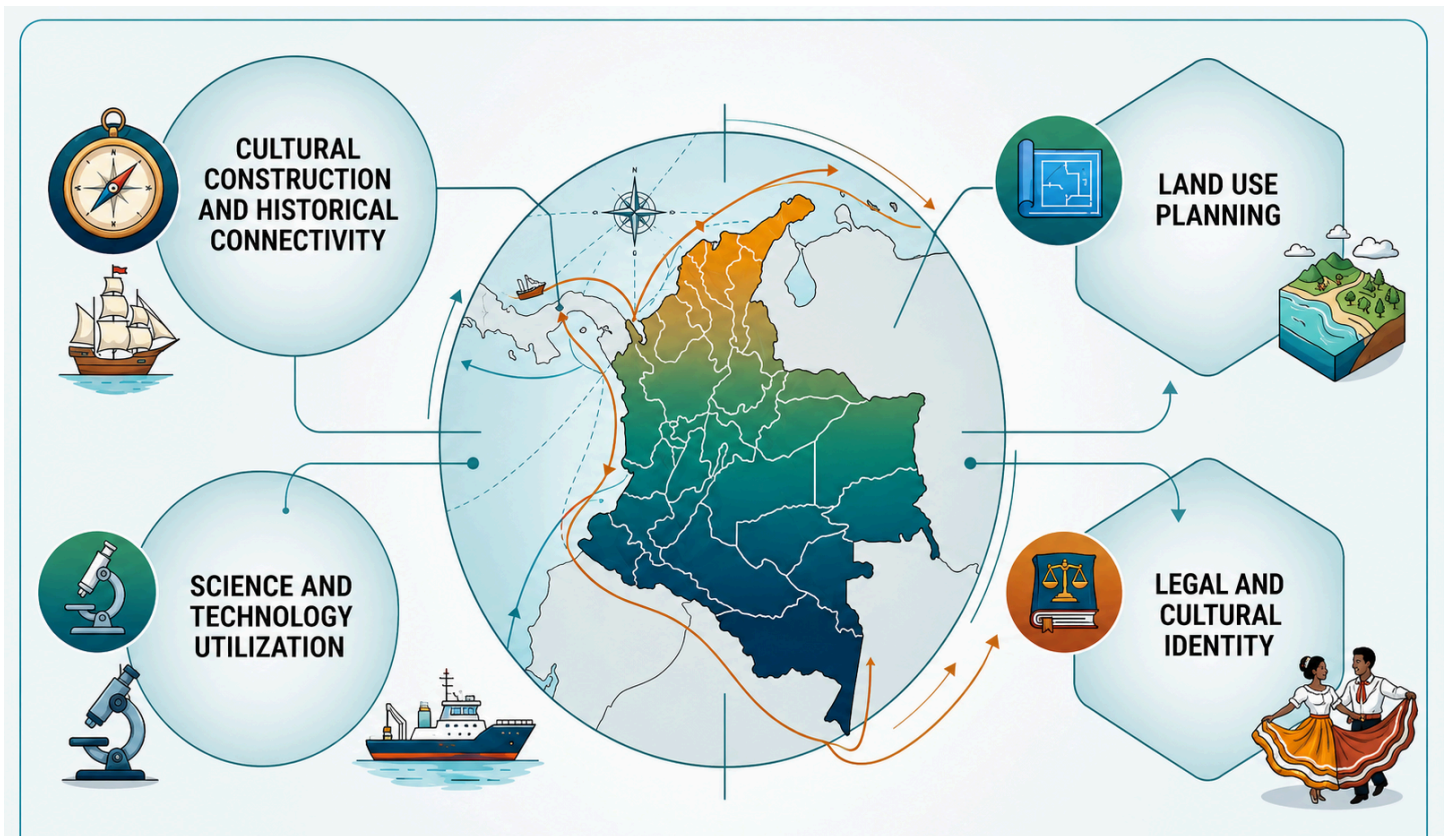 CULTURAL
CONSTRUCTION
AND HISTORICAL
CONNECTIVITY
LAND USE
PLANNING
SCIENCE AND
TECHNOLOGY
UTILIZATION
LEGAL AND
CULTURAL
IDENTITY
N
N